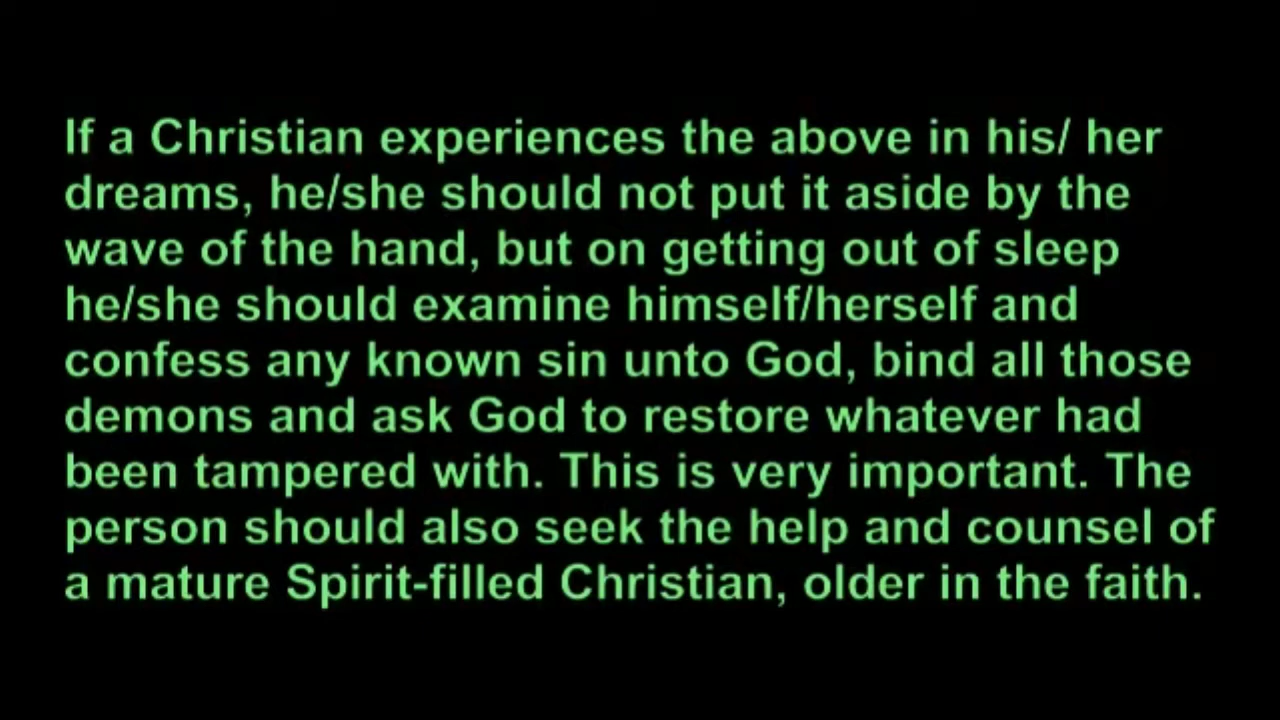 If a Christian experiences the above in his/ her
dreams, he/she should not put it aside by the
wave of the hand, but on getting out of sleep
he/she should examine himself/herself and
confess any known sin unto God, bind all those
demons and ask God to restore whatever had
been tampered with. This is very important. The
person should also seek the help and counsel of
a mature Spirit-filled Christian, older in the faith.